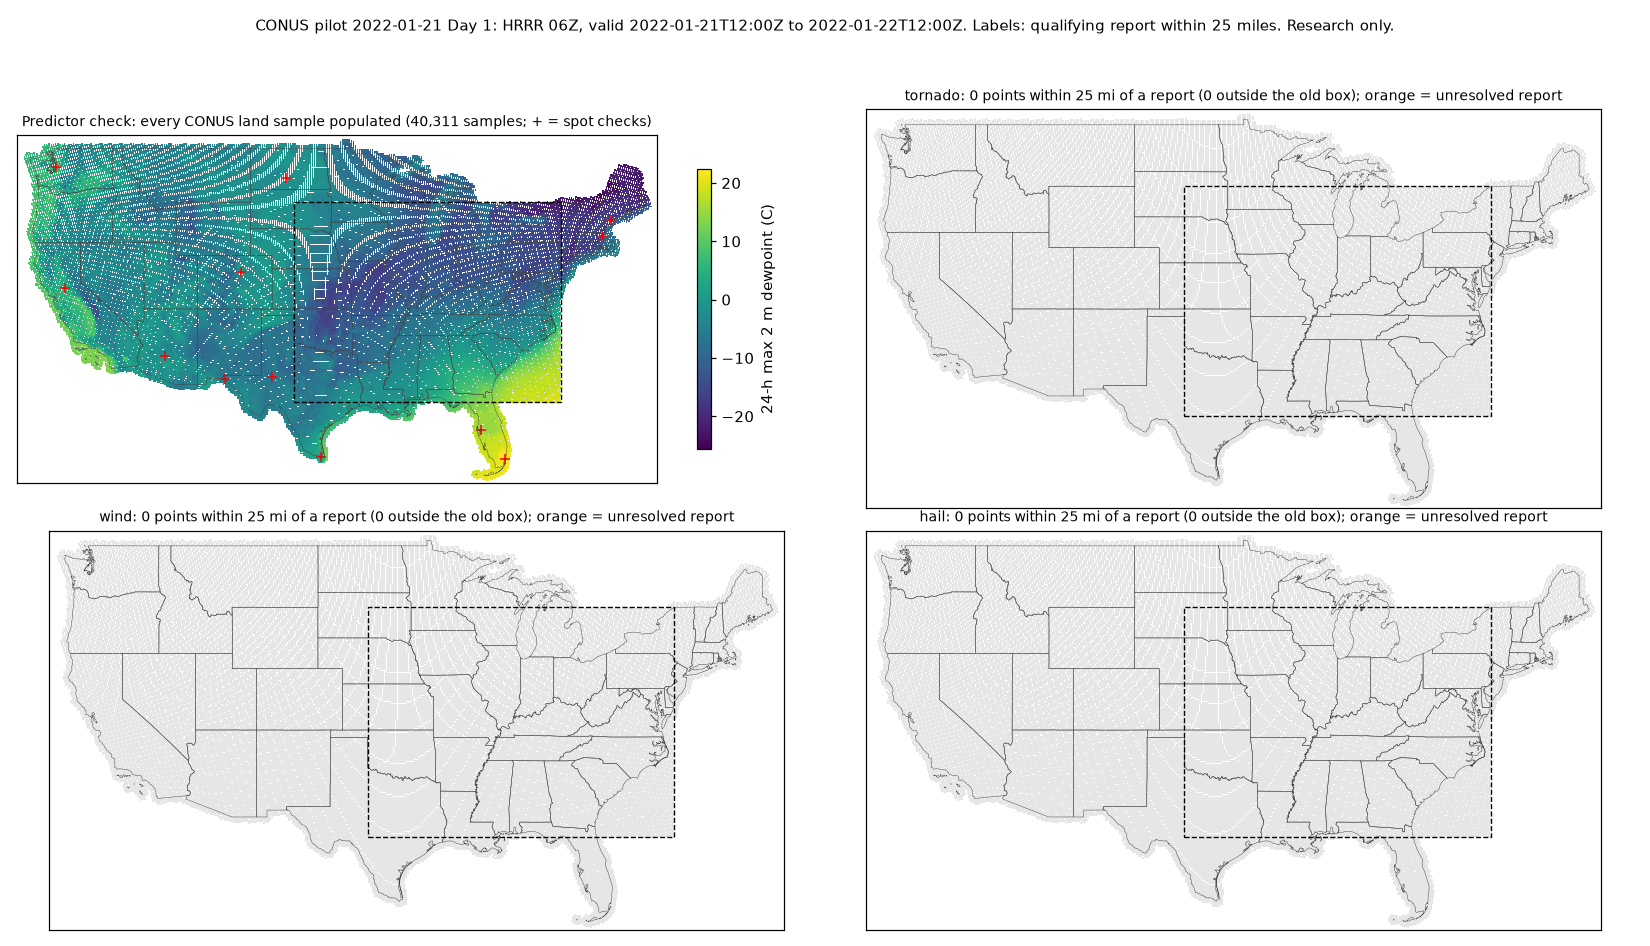 CONUS pilot 2022-01-21 Day 1: HRRR 06Z, valid 2022-01-21T12:00Z to 2022-01-22T12:00Z. Labels: qualifying report within 25 miles. Research only.
Predictor check: every CONUS land sample populated (40,311 samples; + = spot checks)
20
10
0
−10
−20
24-h max 2 m dewpoint (C)
tornado: 0 points within 25 mi of a report (0 outside the old box); orange = unresolved report
wind: 0 points within 25 mi of a report (0 outside the old box); orange = unresolved report
hail: 0 points within 25 mi of a report (0 outside the old box); orange = unresolved report